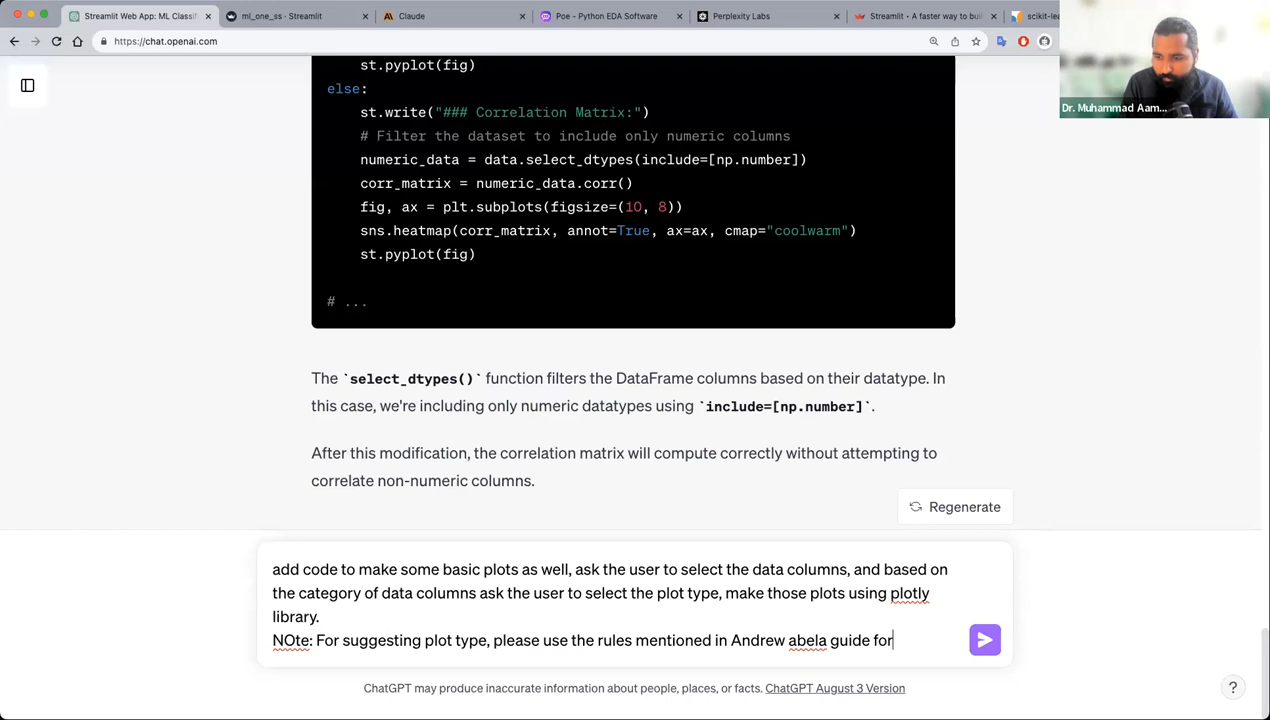 Streamlit Web App: ML Classif
ml_one_ss · Streamlit
Claude
Poe - Python EDA Software
Perplexity Labs
Streamlit • A faster way to buil
scikit-lea
https://chat.openai.com
Dr. Muhammad Aam...
st.pyplot(fig)
else:
st.write("### Correlation Matrix:")
# Filter the dataset to include only numeric columns
numeric_data = data.select_dtypes(include=[np.number])
corr_matrix = numeric_data.corr()
fig, ax = plt.subplots(figsize=(10, 8))
sns.heatmap(corr_matrix, annot=True, ax=ax, cmap="coolwarm")
st.pyplot(fig)
# ...
The `select_dtypes()` function filters the DataFrame columns based on their datatype. In
this case, we're including only numeric datatypes using `include=[np.number]`.
After this modification, the correlation matrix will compute correctly without attempting to
correlate non-numeric columns.
Regenerate
add code to make some basic plots as well, ask the user to select the data columns, and based on
the category of data columns ask the user to select the plot type, make those plots using plotly
library.
NOte: For suggesting plot type, please use the rules mentioned in Andrew abela guide for
ChatGPT may produce inaccurate information about people, places, or facts. ChatGPT August 3 Version
?